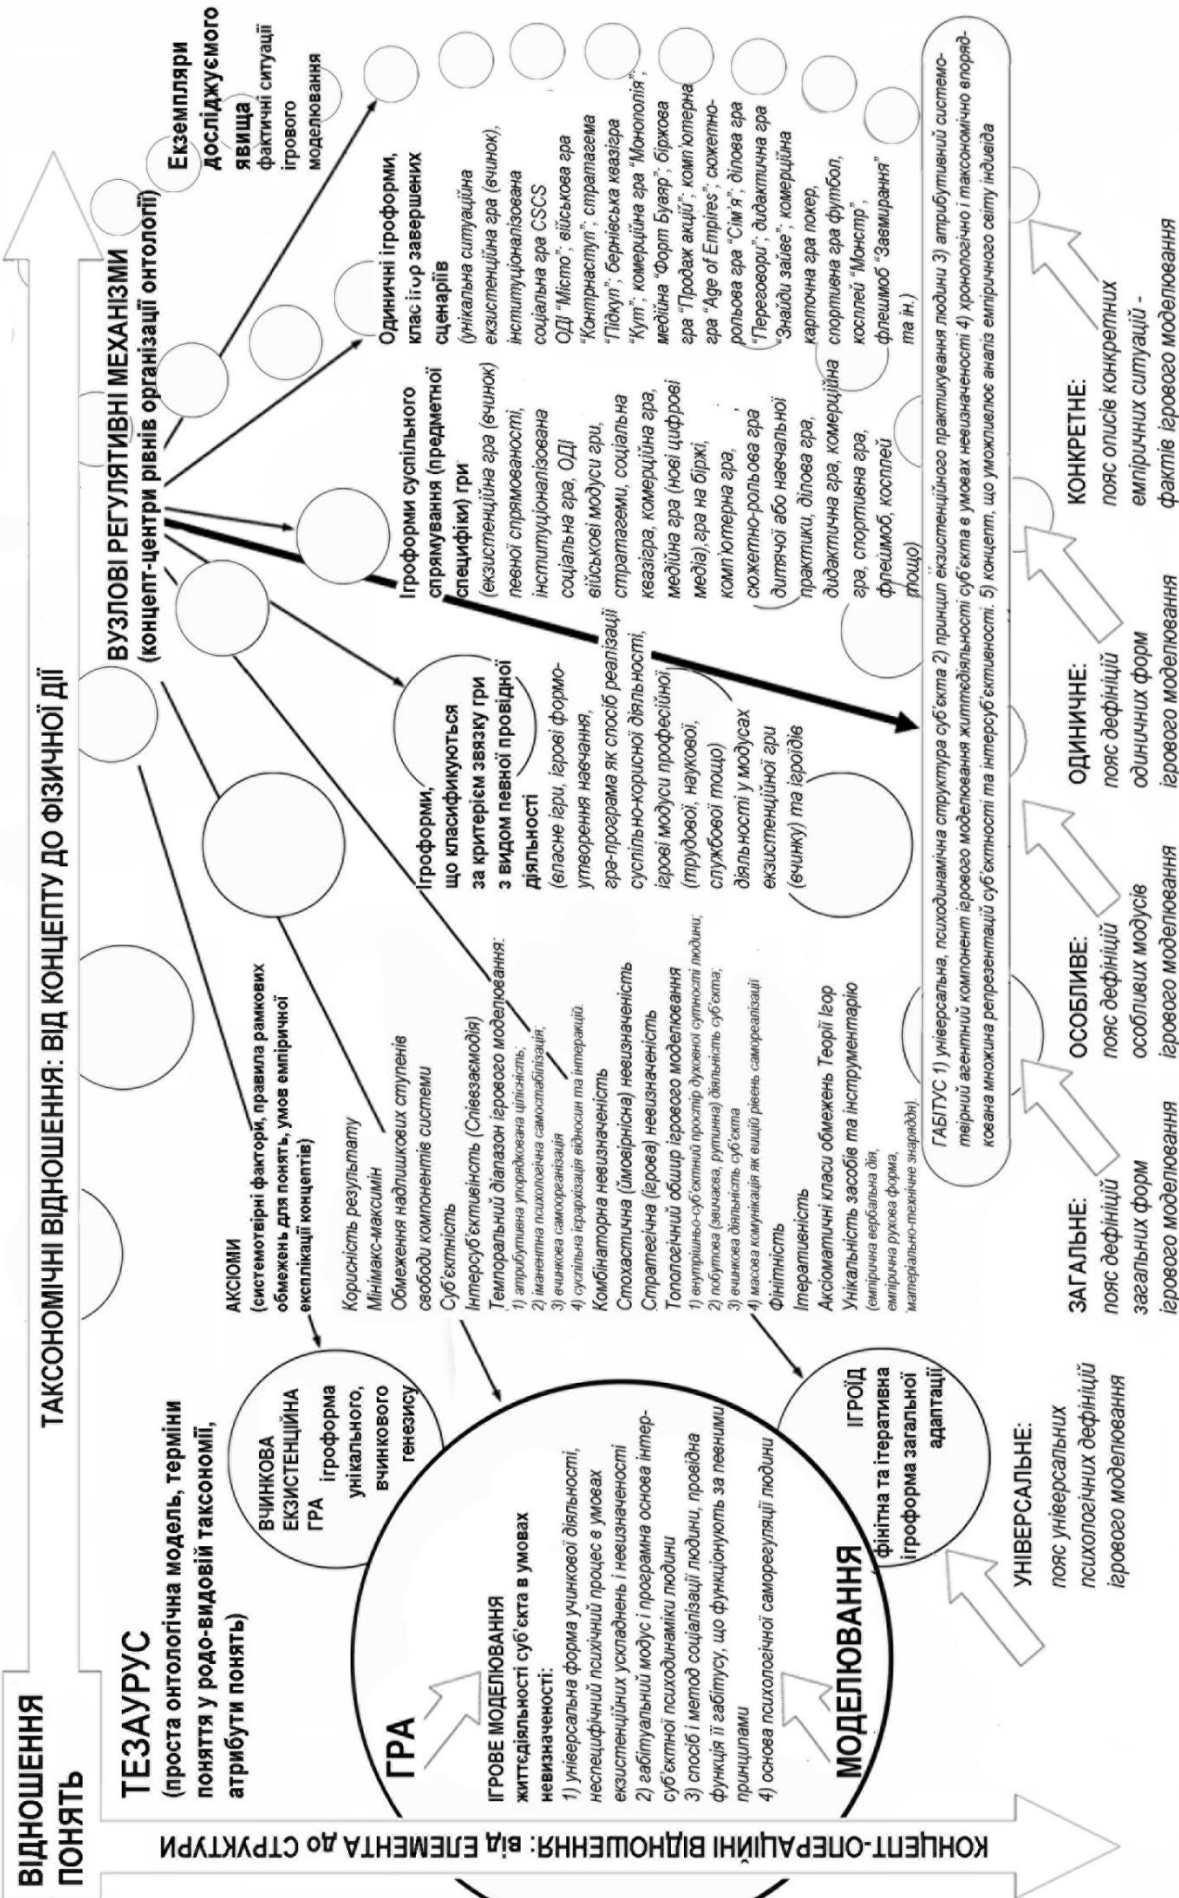 ВІДНОШЕННЯ
ПОНЯТЬ
ТАКСОНОМІЧНІ ВІДНОШЕННЯ: ВІД КОНЦЕПТУ ДО ФІЗИЧНОЇ ДІЇ
КОНЦЕПТ-ОПЕРАЦІЙНІ ВІДНОШЕННЯ: від ЕЛЕМЕНТА до СТРУКТУРИ
ТЕЗАУРУС
(проста онтологічна модель, терміни
поняття у родо-видовій таксономії,
атрибути понять)
ВУЗЛОВІ РЕГУЛЯТИВНІ МЕХАНІЗМИ
(концепт-центри рівнів організації онтології)
Екземпляри
досліджуємого
явища
фактичні ситуації
ігрового
моделювання
ВЧИНКОВА
ЕКЗИСТЕНЦІЙНА
ГРА
ігроформа
унікального,
вчинкового
генезису
ГРА
ІГРОВЕ МОДЕЛЮВАННЯ
життєдіяльності суб'єкта в умовах
невизначеності:
1) універсальна форма учинкової діяльності,
неспецифічний психічний процес в умовах
екзистенційних ускладнень і невизначеності
2) габітуальний модус і програмна основа інтер-
суб'єктної психодинаміки людини
3) спосіб і метод соціалізації людини, провідна
функція її габітусу, що функціонують за певними
принципами
4) основа психологічної саморегуляції людини
МОДЕЛЮВАННЯ
ІГРОЇД
фінітна та ітеративна
ігроформа загальної
адаптації
АКСІОМИ
(системотвірні фактори, правила рамкових
обмежень для понять, умов емпіричної
експлікації концептів)
Корисність результату
Мінімакс-максимін
Обмеження надлишкових ступенів
свободи компонентів системи
Суб'єктність
Інтерсуб'єктивність (Співвзаємодія)
Темпоральний діапазон ігрового моделювання:
1) атрибутивна упорядкована цілісність;
2) іманентна психологічна самостабілізація;
3) вчинкова самоорганізація
4) суспільна ієрархізація відносин та інтеракцій.
Комбінаторна невизначеність
Стохастична (ймовірнісна) невизначеність
Стратегічна (ігрова) невизначеність
Топологічний обшир ігрового моделювання
1) внутрішньо-суб'єктний простір духовної сутності людини;
2) побутова (звичаєва, рутинна) діяльність суб'єкта;
3) вчинкова діяльність суб'єкта
4) масова комунікація як вищий рівень самореалізації
Фінітність
Ітеративність
Аксіоматичні класи обмежень Теорії Ігор
Унікальність засобів та інструментарію
(емпірична вербальна дія,
емпірична рухова форма,
матеріально-технічне знаряддя).
Ігроформи,
що класифікуються
за критерієм звязку гри
з видом певної провідної
діяльності
(власне ігри, ігрові формо-
утворення навчання,
гра-програма як спосіб реалізації
суспільно-корисної діяльності,
ігрові модуси професійної
(трудової, наукової,
службової тощо)
діяльності у модусах
екзистенційної гри
(вчинку) та ігроїдів
Ігроформи суспільного
спрямування (предметної
специфіки) гри
(екзистенційна гра (вчинок)
певної спрямованості,
інституціоналізована
соціальна гра, ОДІ
військові модуси гри,
стратагеми, соціальна
квазігра, комерційна гра,
медійна гра (нові цифрові
медіа), гра на біржі,
комп'ютерна гра,
сюжетно-рольова гра
дитячої або навчальної
практики, ділова гра,
дидактична гра, комерційна
гра, спортивна гра,
флешмоб, косплей
тощо)
Одиничні ігроформи,
клас ігор завершених
сценаріїв
(унікальна ситуаційна
екзистенційна гра (вчинок),
інституціоналізована
соціальна гра CSCS
ОДІ "Місто"; військова гра
"Контрнаступ"; стратагема
"Підкуп"; бернівська квазігра
"Кут"; комерційна гра "Монополія";
медійна "Форт Буаяр"; біржова
гра "Продаж акцій"; комп'ютерна
гра "Age of Empires"; сюжетно-
рольова гра "Сім'я"; ділова гра
"Переговори"; дидактична гра
"Знайди зайве"; комерційна
карточна гра покер,
спортивна гра футбол,
косплей "Монстр",
флешмоб "Завмирання"
та ін.)
ГАБІТУС 1) універсальна, психодинамічна структура суб'єкта 2) принцип екзистенційного практикування людини 3) атрибутивний системо-
твірний агентний компонент ігрового моделювання життєдіяльності суб'єкта в умовах невизначеності 4) хронологічно і таксономічно впоряд-
кована множина репрезентацій суб'єктності та інтерсуб'єктивності. 5) концепт, що уможливлює аналіз емпіричного світу індивіда
УНІВЕРСАЛЬНЕ:
пояс універсальних
психологічних дефініцій
ігрового моделювання
ЗАГАЛЬНЕ:
пояс дефініцій
загальних форм
ігрового моделювання
ОСОБЛИВЕ:
пояс дефініцій
особливих модусів
ігрового моделювання
ОДИНИЧНЕ:
пояс дефініцій
одиничних форм
ігрового моделювання
КОНКРЕТНЕ:
пояс описів конкретних
емпіричних ситуацій -
фактів ігрового моделювання